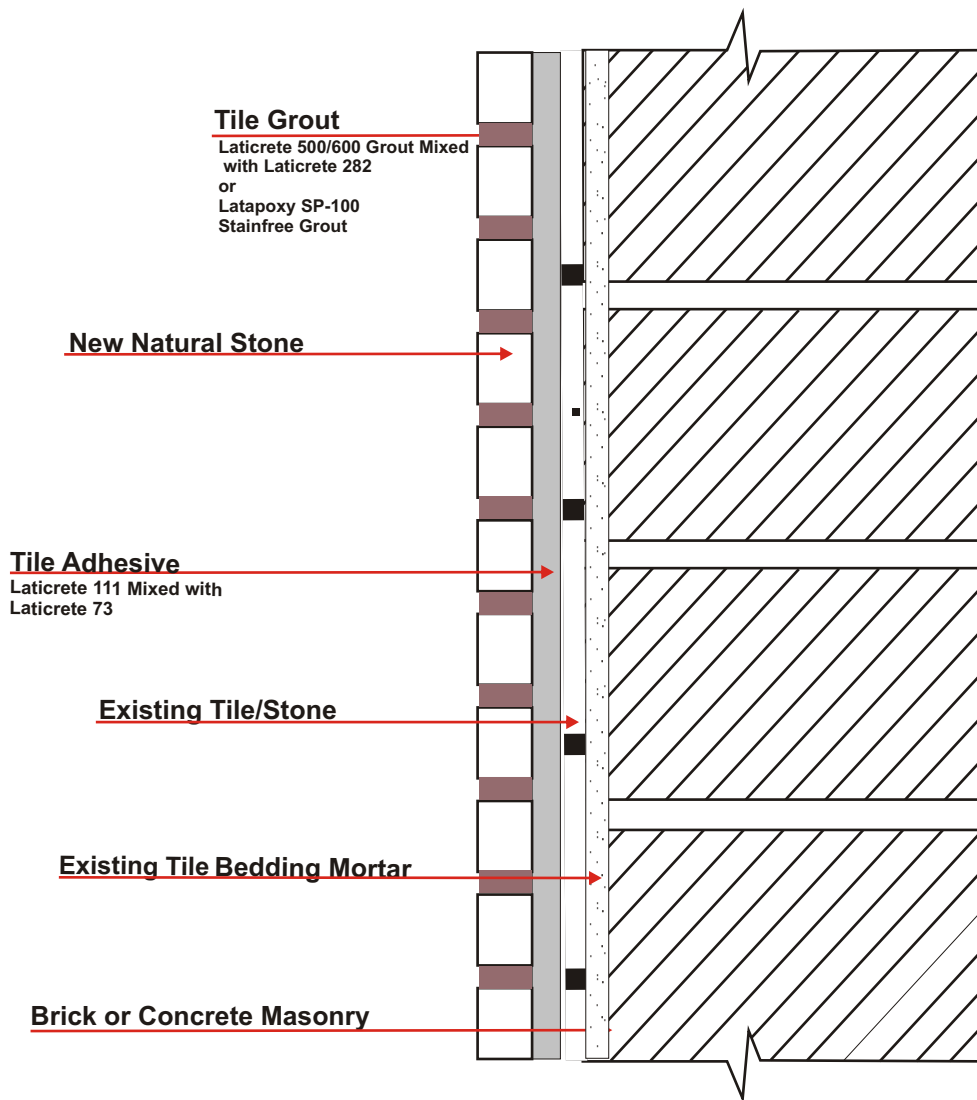 Tile Grout
Laticrete 500/600 Grout Mixed
with Laticrete 282
or
Latapoxy SP-100
Stainfree Grout
New Natural Stone
Tile Adhesive
Laticrete 111 Mixed with
Laticrete 73
Existing Tile/Stone
Existing Tile Bedding Mortar
Brick or Concrete Masonry